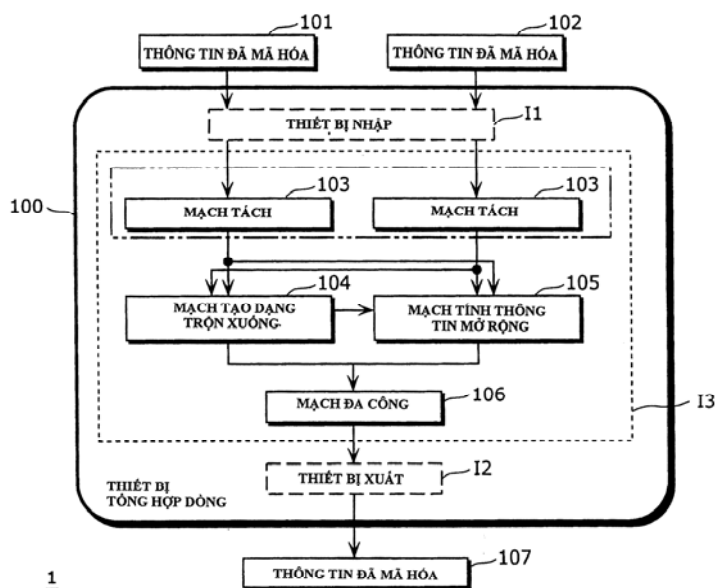 101
102
THÔNG TIN ĐÃ MÃ HÓA
THÔNG TIN ĐÃ MÃ HÓA
THIẾT BỊ NHẬP
I1
103
103
100
MẠCH TÁCH
MẠCH TÁCH
104
105
MẠCH TẠO DẠNG
TRỘN XUỐNG
MẠCH TÍNH THÔNG
TIN MỞ RỘNG
106
MẠCH ĐA CÔNG
I3
I2
THIẾT BỊ XUẤT
THIẾT BỊ
TỔNG HỢP DÒNG
107
1
THÔNG TIN ĐÃ MÃ HÓA